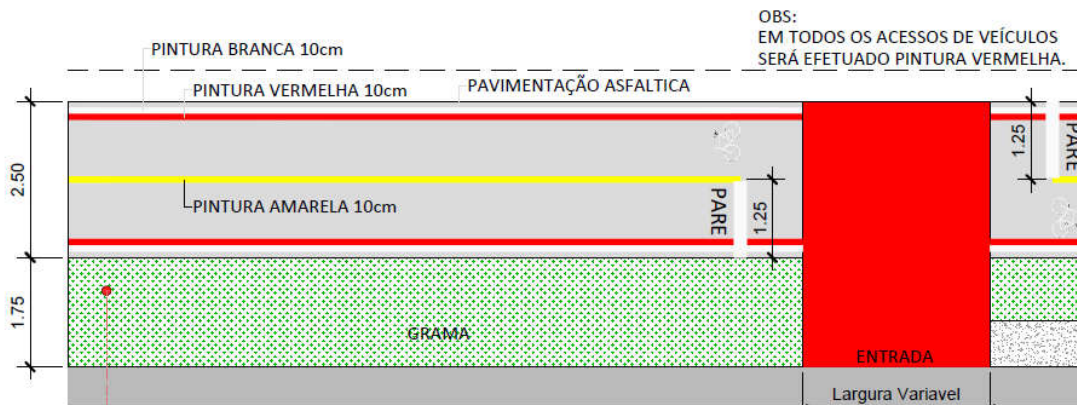 OBS:
EM TODOS OS ACESSOS DE VEÍCULOS
SERÁ EFETUADO PINTURA VERMELHA.
PINTURA BRANCA 10cm
PINTURA VERMELHA 10cm
PAVIMENTAÇÃO ASFALTICA
2.50
1.25
PARE
PINTURA AMARELA 10cm
PARE
1.25
1.75
GRAMA
ENTRADA
Largura Variavel